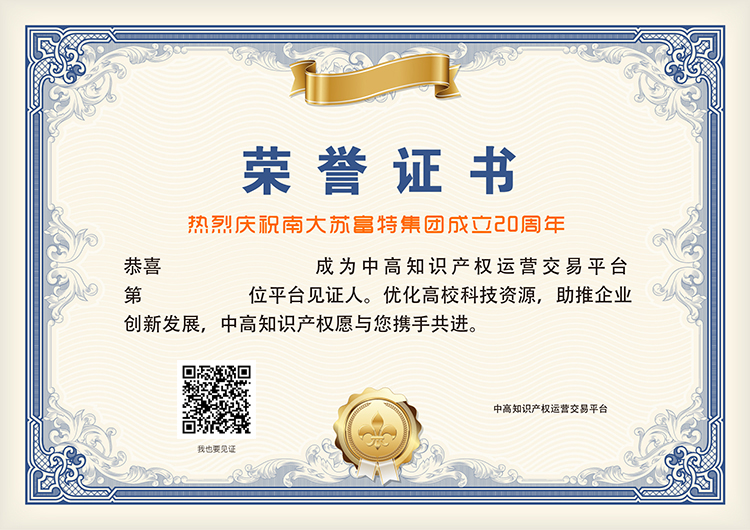 荣誉证书
热烈庆祝南大苏富特集团成立20周年
恭喜 成为中高知识产权运营交易平台
第 位平台见证人。优化高校科技资源，助推企业
创新发展，中高知识产权愿与您携手共进。
中高知识产权运营交易平台
我也要见证